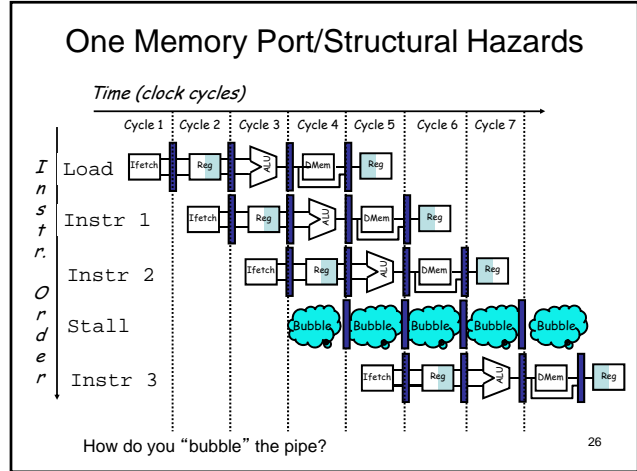 One Memory Port/Structural Hazards
Time (clock cycles)
Cycle 1 Cycle 2 Cycle 3 Cycle 4 Cycle 5 Cycle 6 Cycle 7
Instr. Order
Load Ifetch Reg ALU DMem Reg
Instr 1 Ifetch Reg ALU DMem Reg
Instr 2 Ifetch Reg ALU DMem Reg
Stall Bubble Bubble Bubble Bubble Bubble
Instr 3 Ifetch Reg ALU DMem Reg
How do you “bubble” the pipe?
26